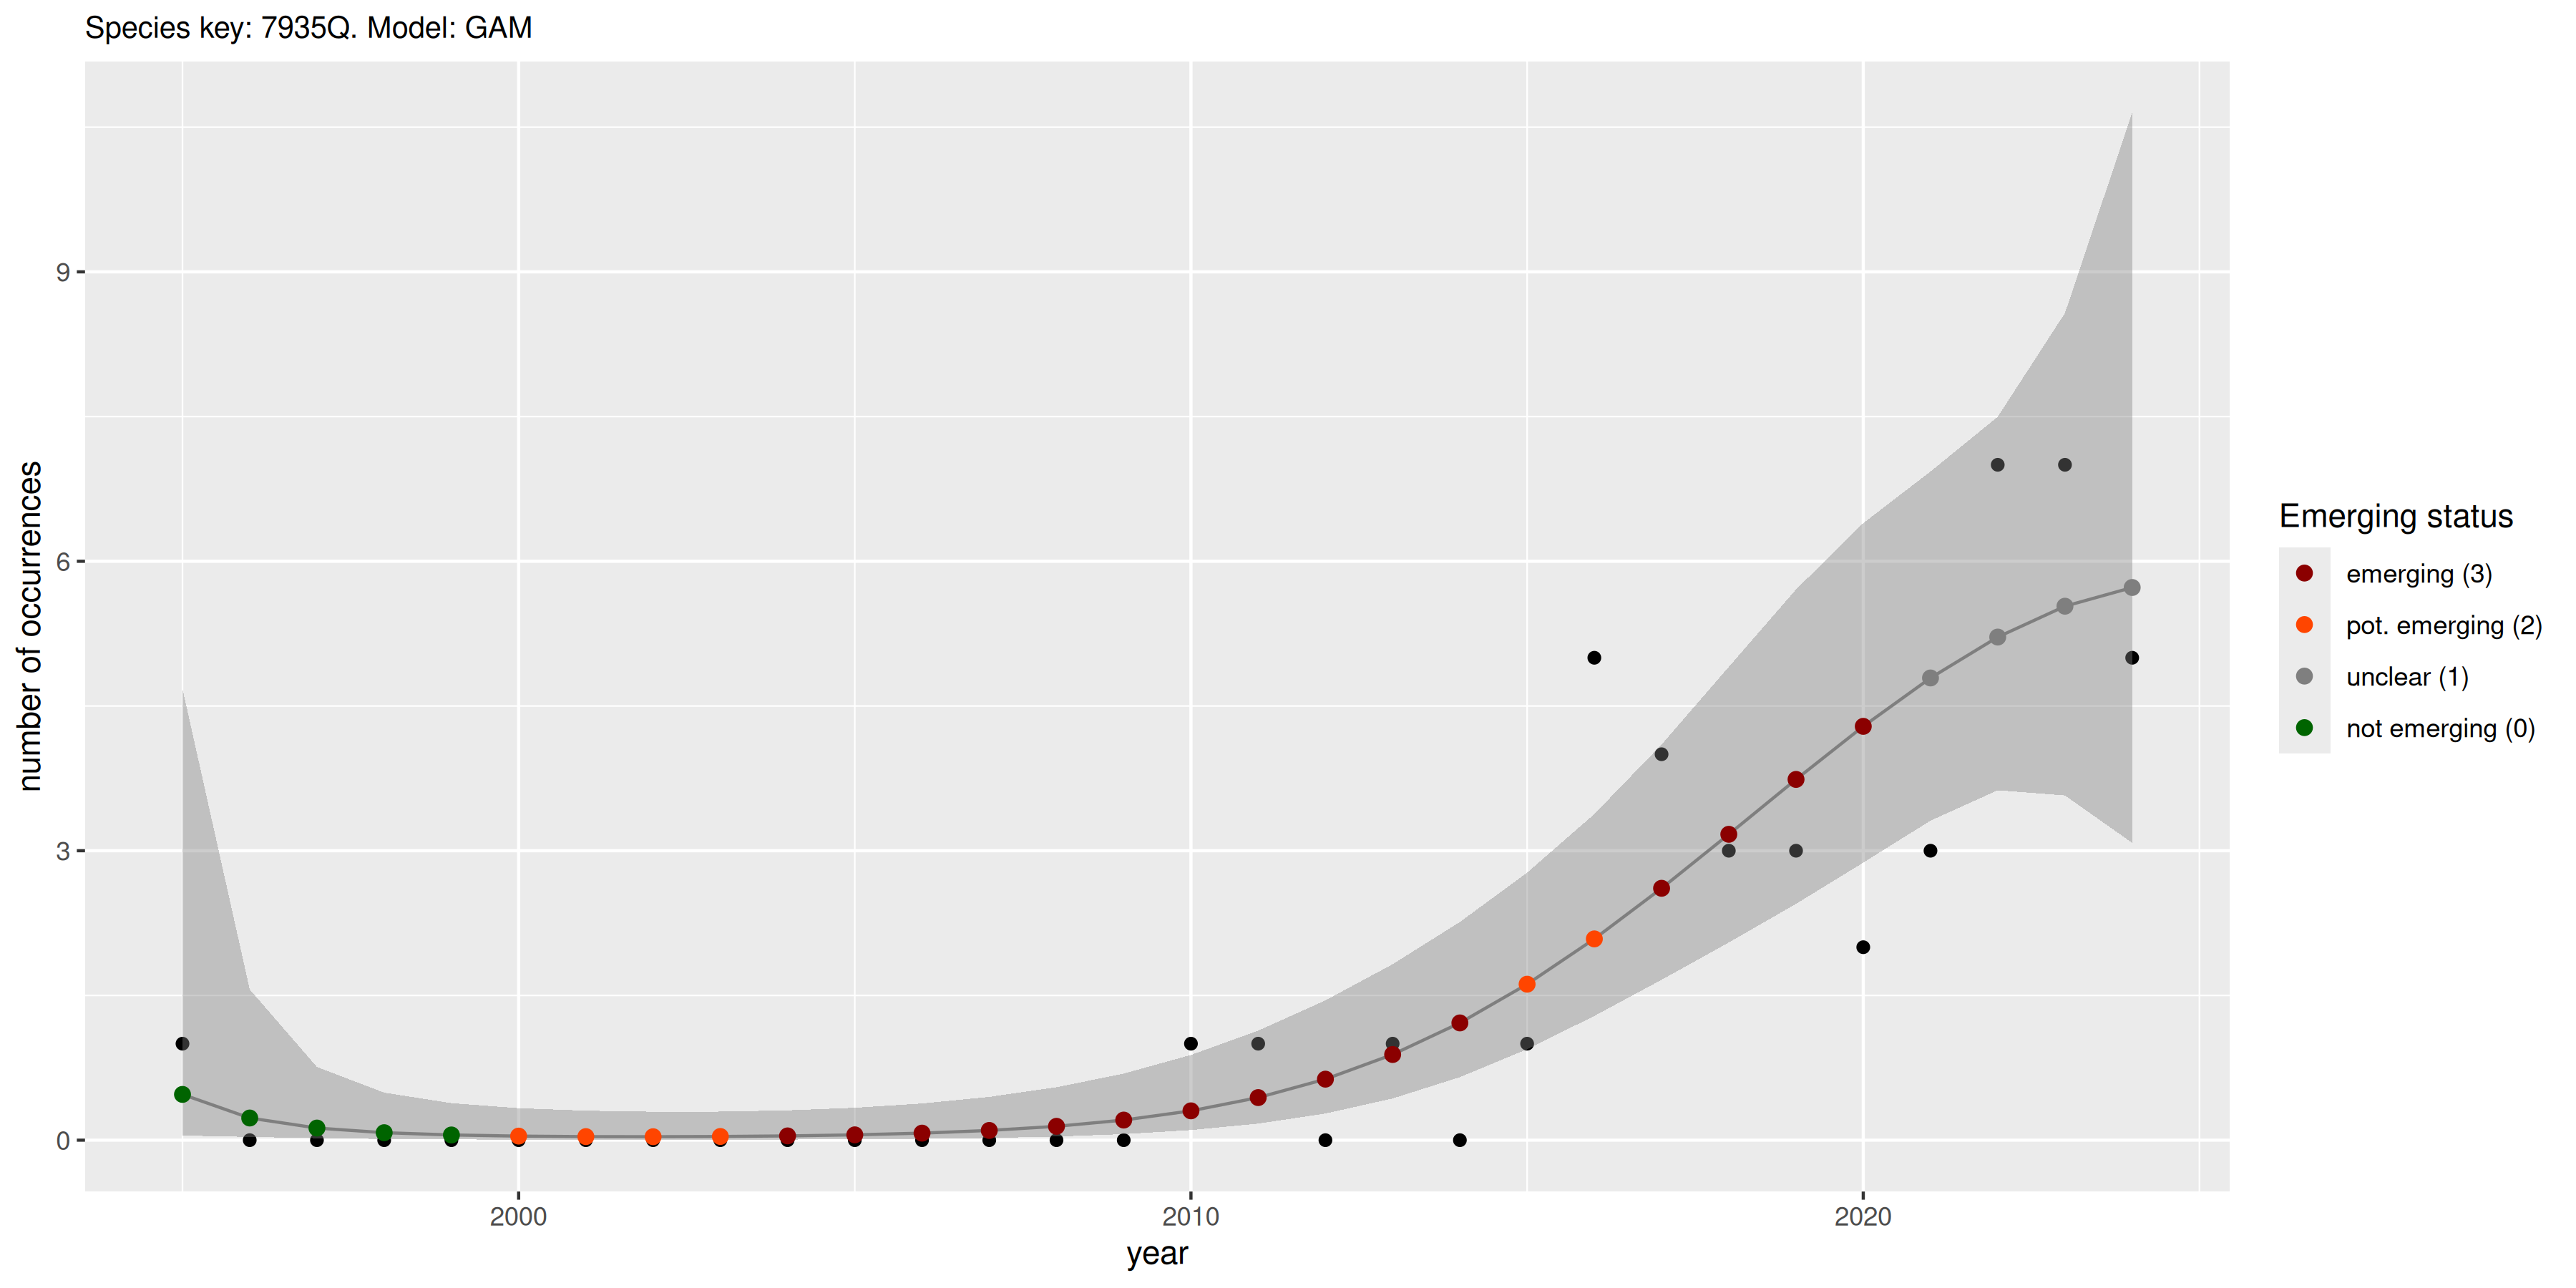 Species key: 7935Q. Model: GAM
number of occurrences
9
6
3
0
2000
2010
2020
year
Emerging status
emerging (3)
pot. emerging (2)
unclear (1)
not emerging (0)